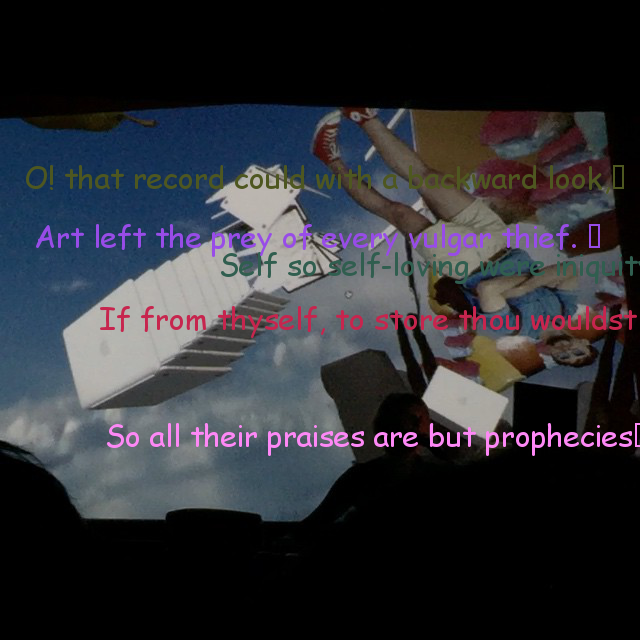 O! that record could with a backward look,
Art left the prey of every vulgar thief.
Self so self-loving were iniquit
If from thyself, to store thou wouldst
So all their praises are but prophecies